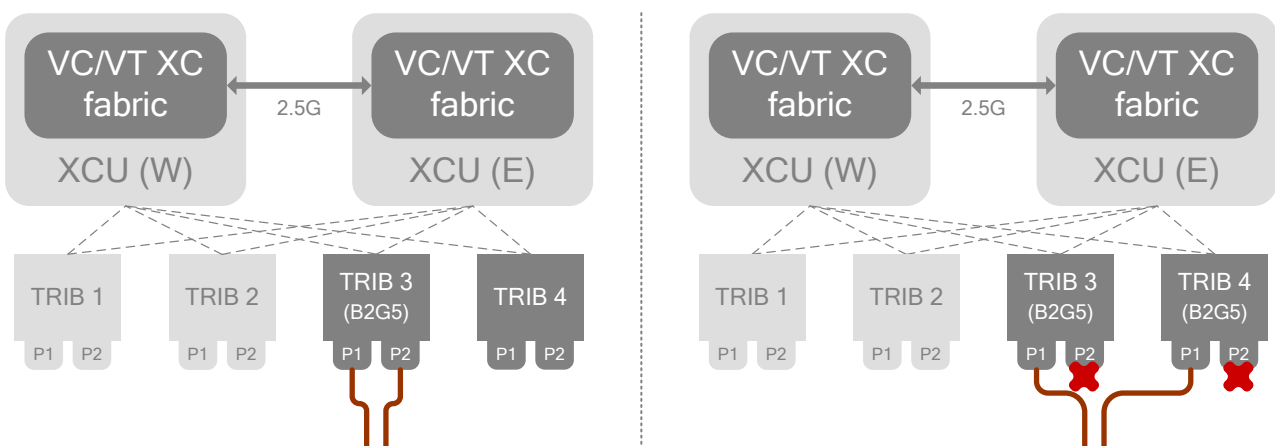 VC/VT XC
fabric
2.5G
VC/VT XC
fabric
XCU (W)
XCU (E)
TRIB 1
TRIB 2
TRIB 3
(B2G5)
TRIB 4
P1
P2
P1
P2
P1
P2
P1
P2
VC/VT XC
fabric
2.5G
VC/VT XC
fabric
XCU (W)
XCU (E)
TRIB 1
TRIB 2
TRIB 3
(B2G5)
TRIB 4
(B2G5)
P1
P2
P1
P2
P1
P2
P1
P2